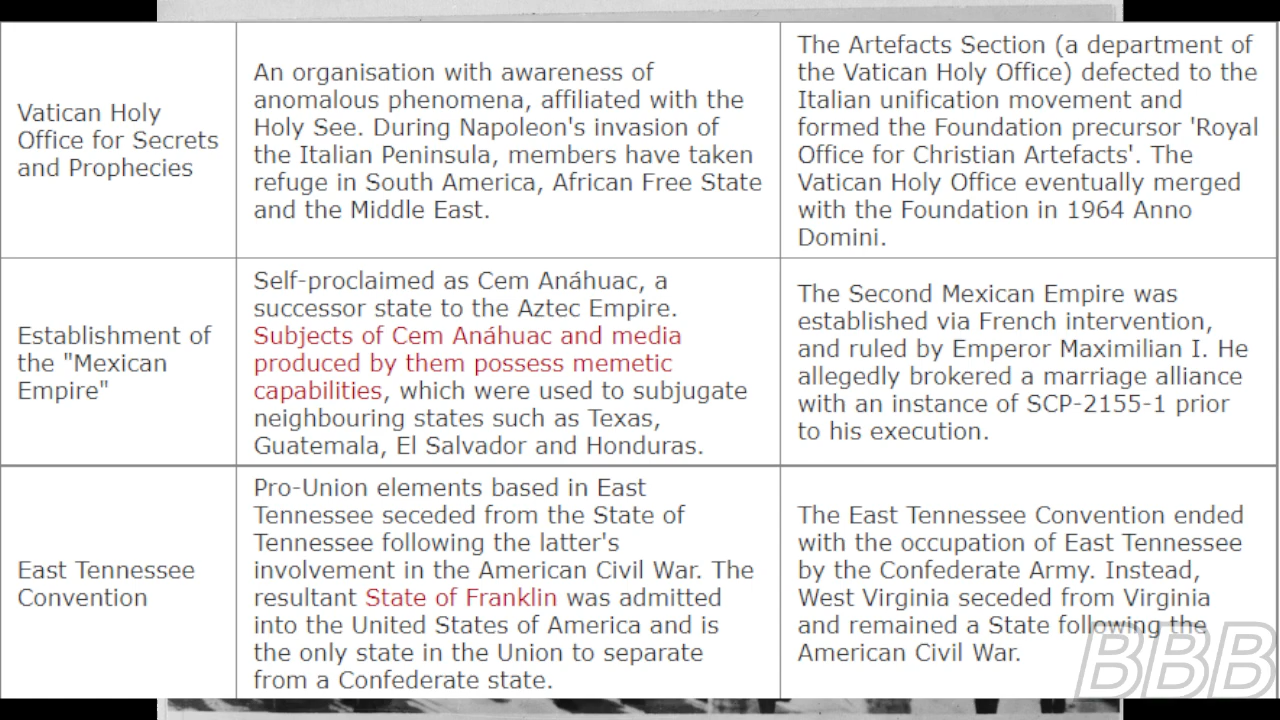 Vatican Holy
Office for Secrets
and Prophecies
An organisation with awareness of
anomalous phenomena, affiliated with the
Holy See. During Napoleon's invasion of
the Italian Peninsula, members have taken
refuge in South America, African Free State
and the Middle East.
The Artefacts Section (a department of
the Vatican Holy Office) defected to the
Italian unification movement and
formed the Foundation precursor 'Royal
Office for Christian Artefacts'. The
Vatican Holy Office eventually merged
with the Foundation in 1964 Anno
Domini.
Establishment of
the "Mexican
Empire"
Self-proclaimed as Cem Anáhuac, a
successor state to the Aztec Empire.
Subjects of Cem Anáhuac and media
produced by them possess memetic
capabilities, which were used to subjugate
neighbouring states such as Texas,
Guatemala, El Salvador and Honduras.
The Second Mexican Empire was
established via French intervention,
and ruled by Emperor Maximilian I. He
allegedly brokered a marriage alliance
with an instance of SCP-2155-1 prior
to his execution.
East Tennessee
Convention
Pro-Union elements based in East
Tennessee seceded from the State of
Tennessee following the latter's
involvement in the American Civil War. The
resultant State of Franklin was admitted
into the United States of America and is
the only state in the Union to separate
from a Confederate state.
The East Tennessee Convention ended
with the occupation of East Tennessee
by the Confederate Army. Instead,
West Virginia seceded from Virginia
and remained a State following the
American Civil War.
BBB